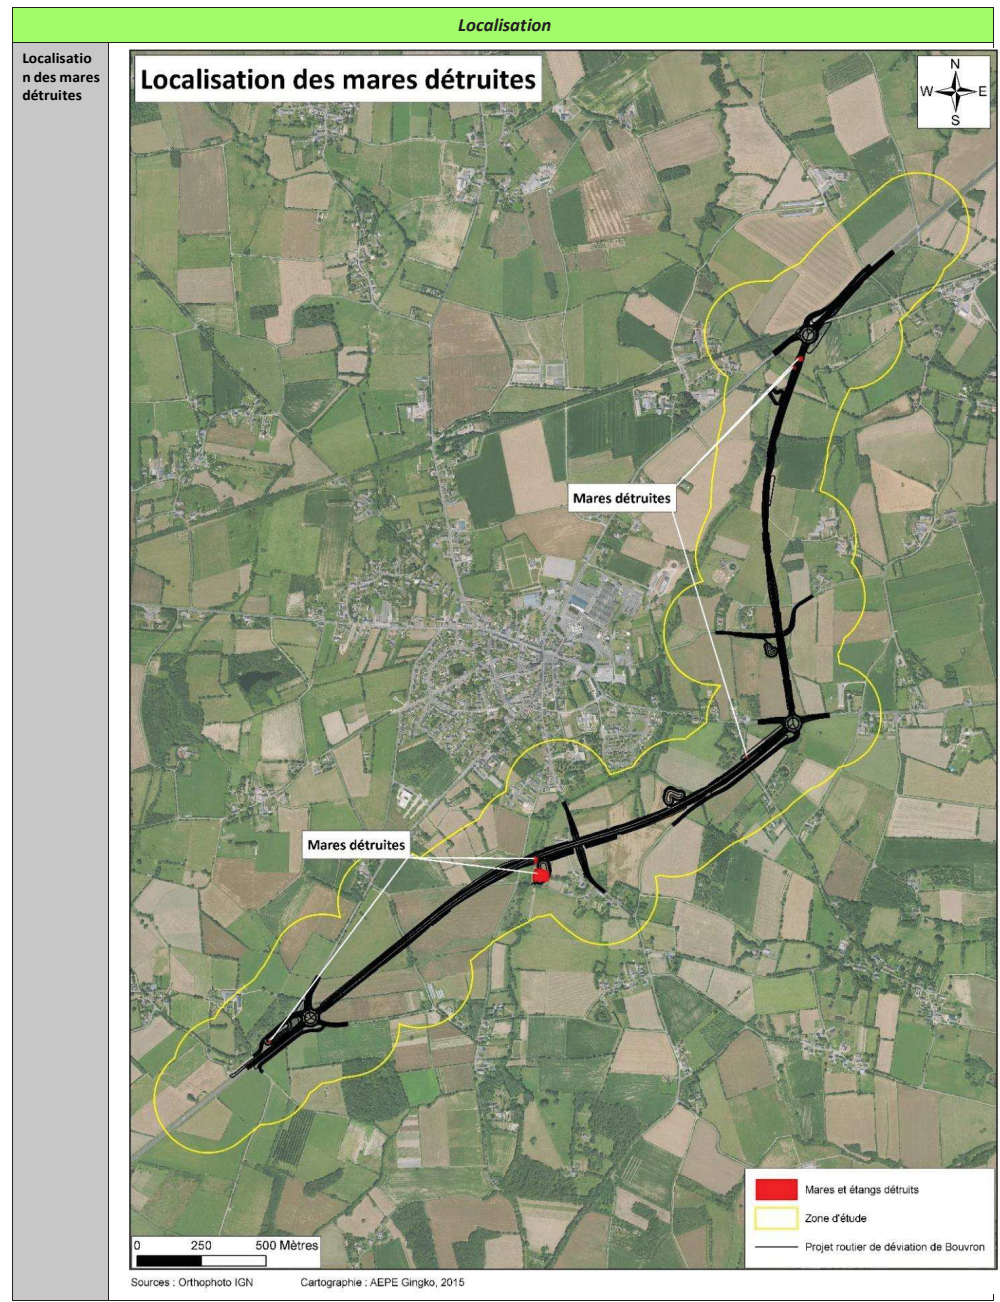 Localisation
Localisatio
n des mares
détruites
Localisation des mares détruites
N
W E
S
Mares détruites
Mares détruites
Mares et étangs détruits
Zone d'étude
Projet routier de déviation de Bouvron
0 250 500 Mètres
Sources : Orthophoto IGN Cartographie : AEPE Gingko, 2015